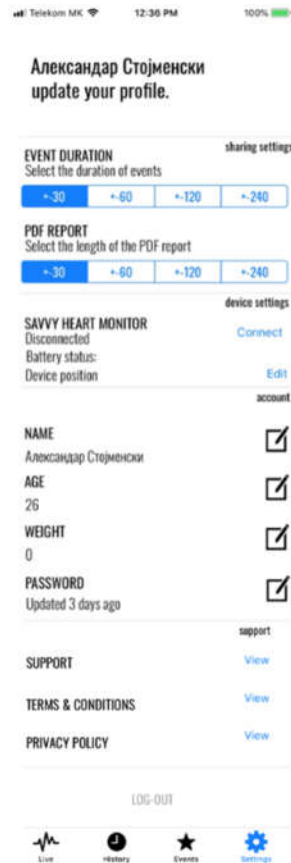 Telekom MK 12:36 PM 100%
Александар Стојменски
update your profile.
sharing settings
EVENT DURATION
Select the duration of events
+-30 +-60 +-120 +-240
PDF REPORT
Select the length of the PDF report
+-30 +-60 +-120 +-240
device settings
SAVVY HEART MONITOR
Disconnected Connect
Battery status:
Device position Edit
account
NAME
Александар Стојменски
AGE
26
WEIGHT
0
PASSWORD
Updated 3 days ago
support
SUPPORT View
TERMS & CONDITIONS View
PRIVACY POLICY View
LOG-OUT
Live History Events Settings